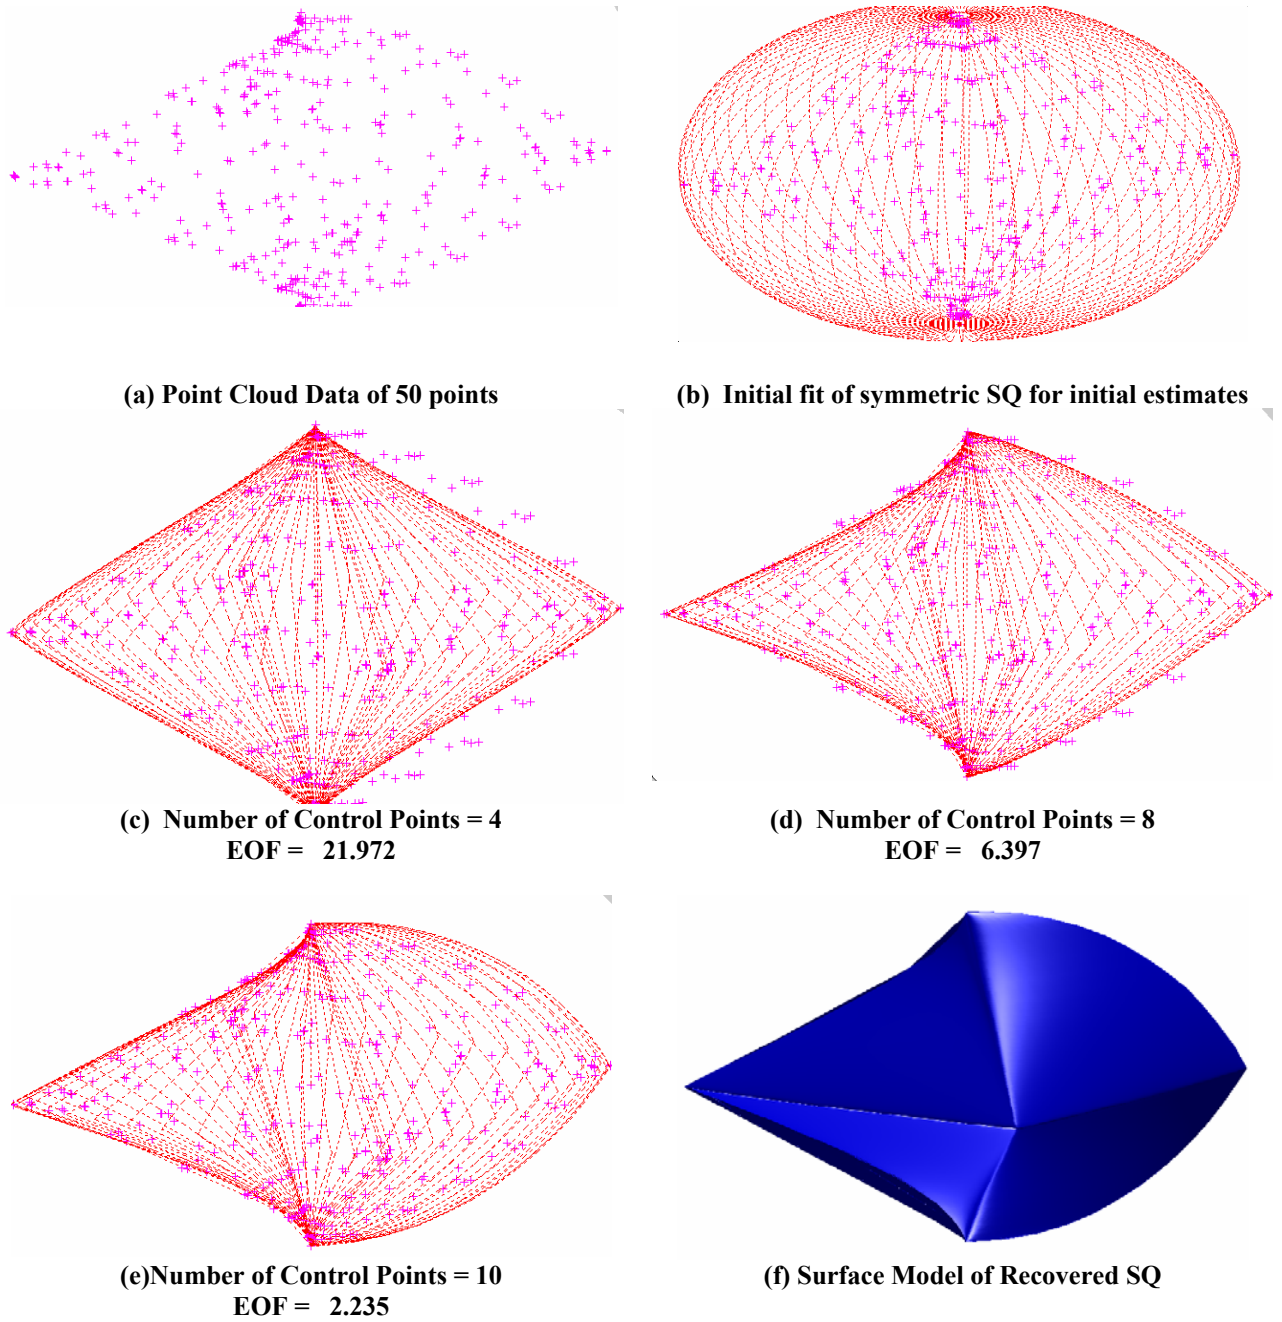 (a) Point Cloud Data of 50 points
(b) Initial fit of symmetric SQ for initial estimates
(c) Number of Control Points = 4
EOF = 21.972
(d) Number of Control Points = 8
EOF = 6.397
(e)Number of Control Points = 10
EOF = 2.235
(f) Surface Model of Recovered SQ